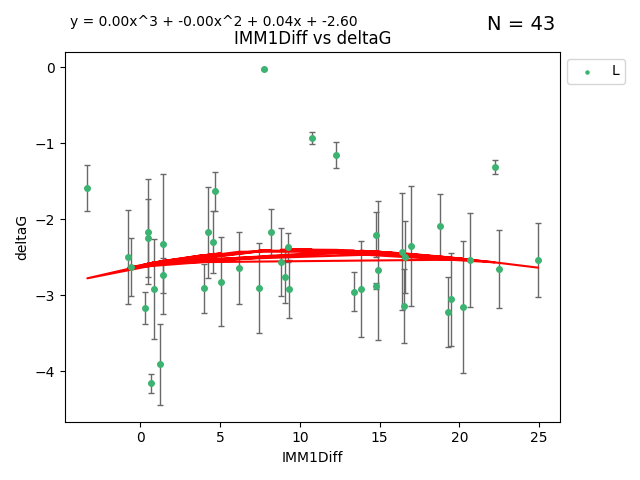 y = 0.00x^3 + -0.00x^2 + 0.04x + -2.60
N = 43
IMM1Diff vs deltaG
L
deltaG
0
−1
−2
−3
−4
0 5 10 15 20 25
IMM1Diff